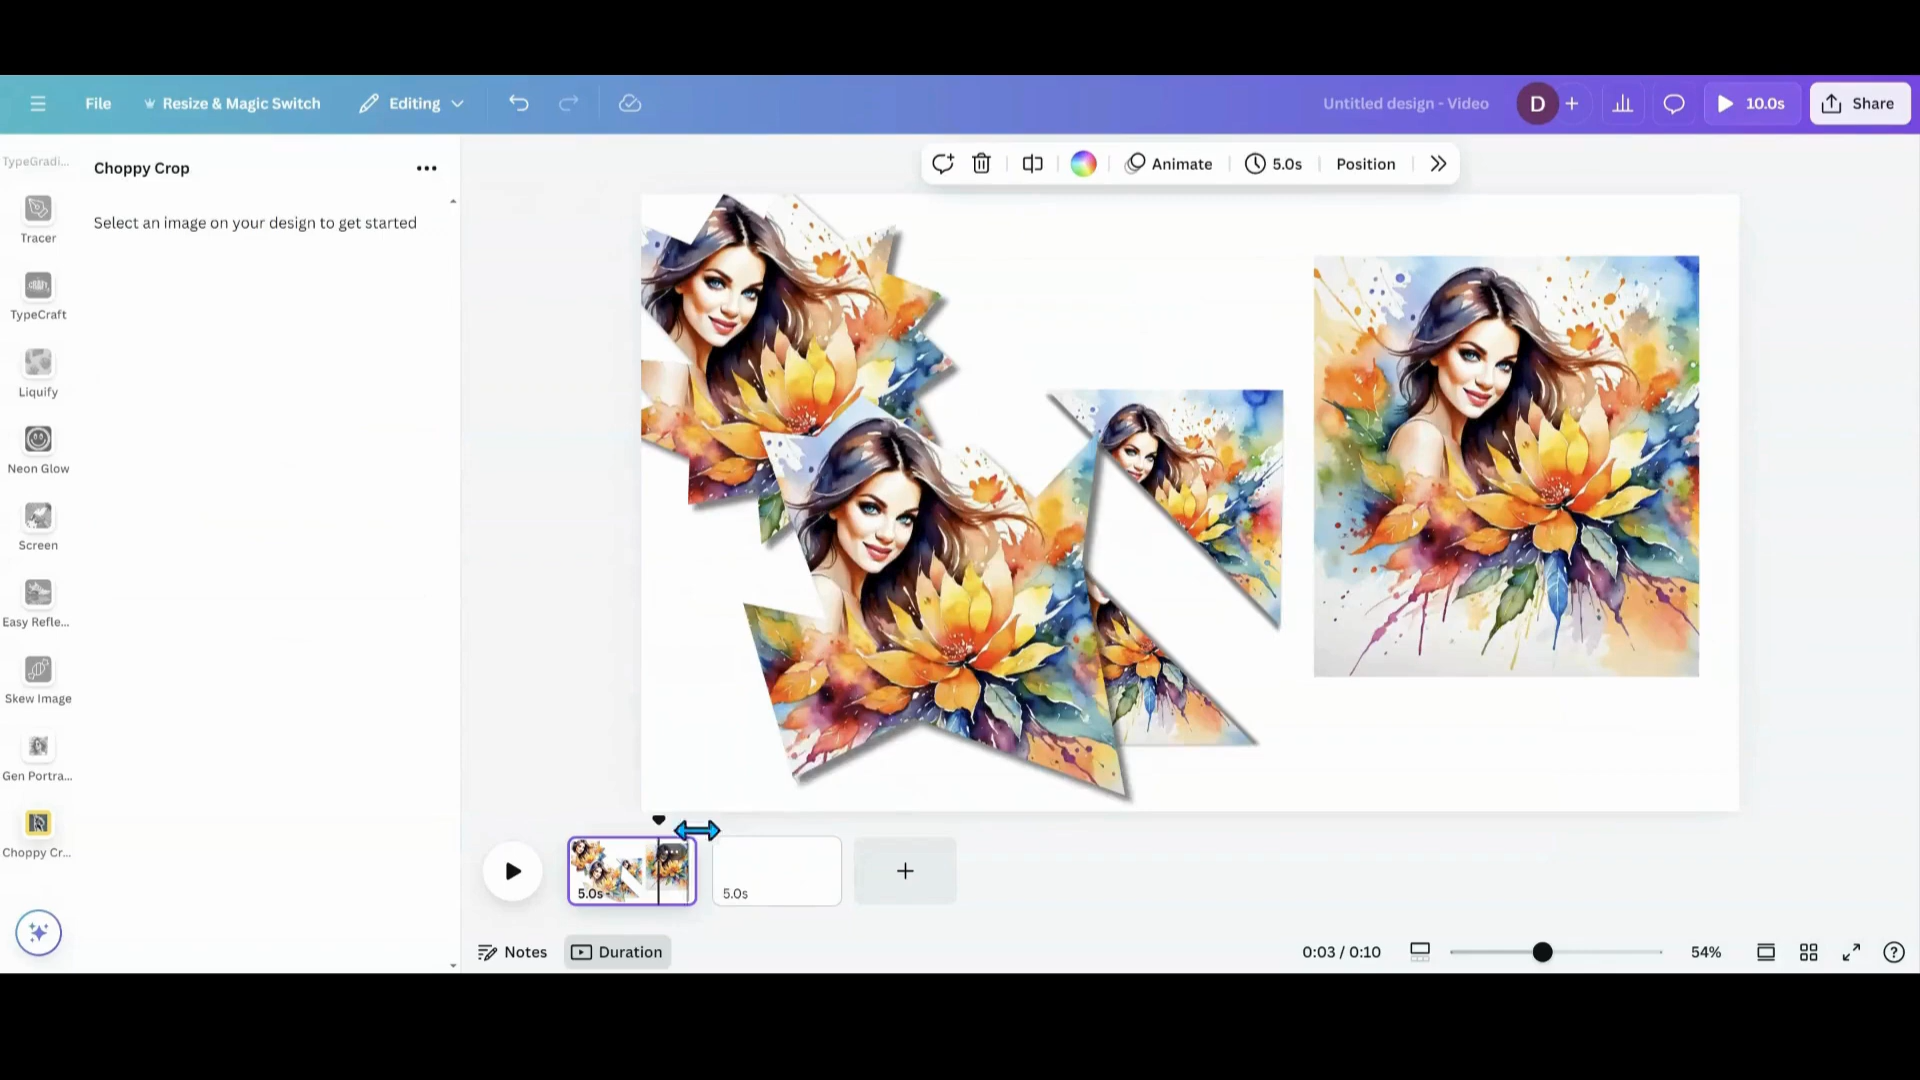 File
Resize & Magic Switch
Editing
Untitled design - Video
D
10.0s
Share
TypeGradi...
Tracer
TypeCraft
Liquify
Neon Glow
Screen
Easy Refle...
Skew Image
Gen Portra...
Choppy Cr...
Choppy Crop
Select an image on your design to get started
Animate
5.0s
Position
5.0s
5.0s
Notes
Duration
0:03 / 0:10
54%